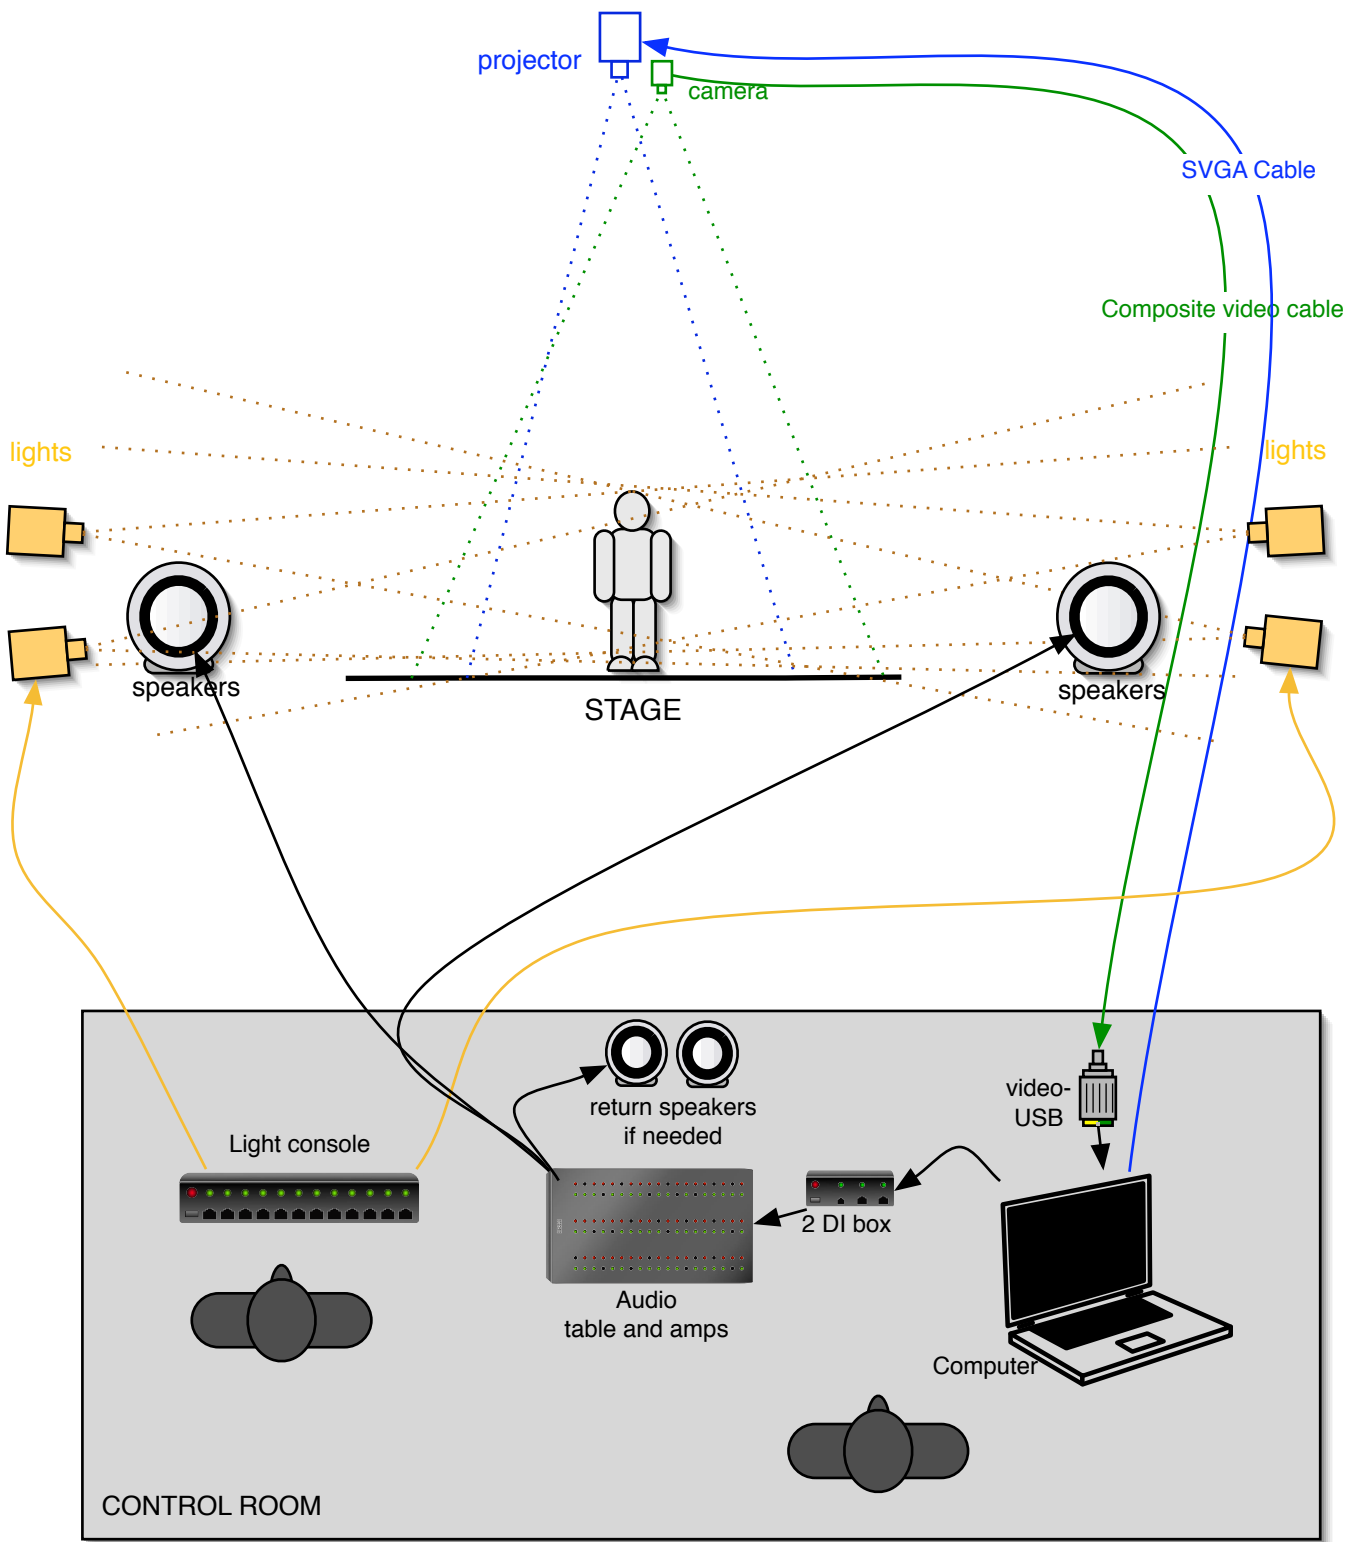 projector
camera
SVGA Cable
Composite video cable
lights
lights
speakers
speakers
STAGE
video-
USB
return speakers
if needed
Light console
2 DI box
Audio
table and amps
Computer
CONTROL ROOM